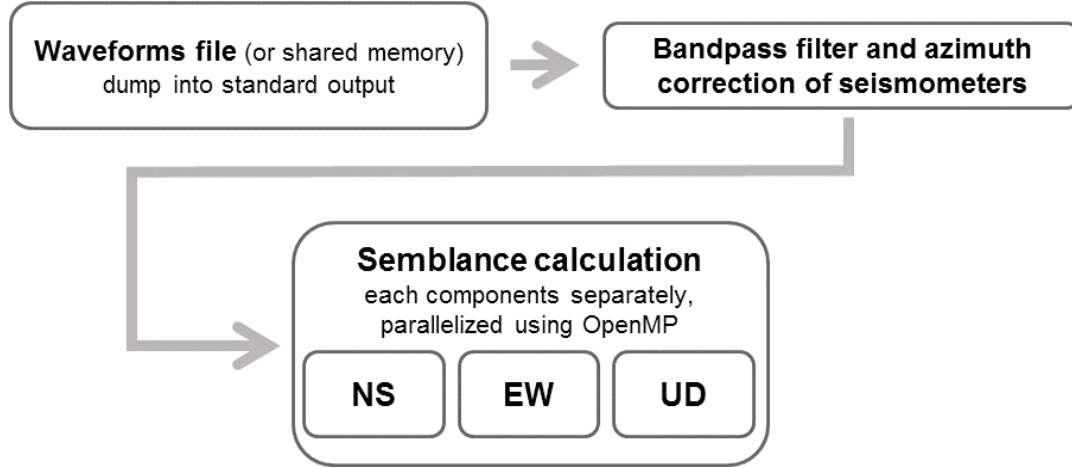 Waveforms file (or shared memory)
dump into standard output
Bandpass filter and azimuth
correction of seismometers
Semblance calculation
each components separately,
parallelized using OpenMP
NS
EW
UD